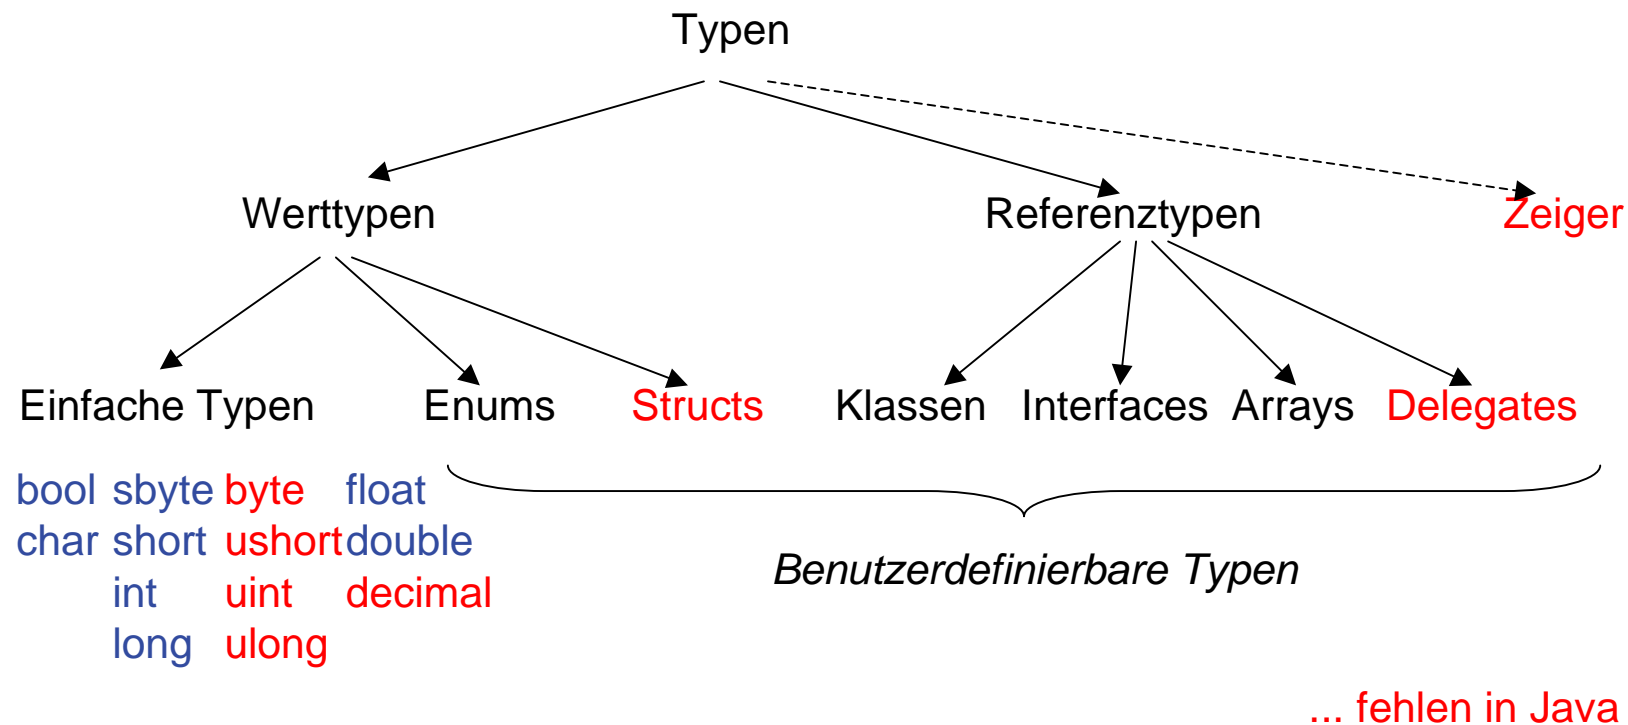 Typen
Werttypen Referenztypen Zeiger
Einfache Typen Enums Structs Klassen Interfaces Arrays Delegates
bool sbyte byte float
char short ushort double
int uint decimal
long ulong
Benutzerdefinierbare Typen
... fehlen in Java